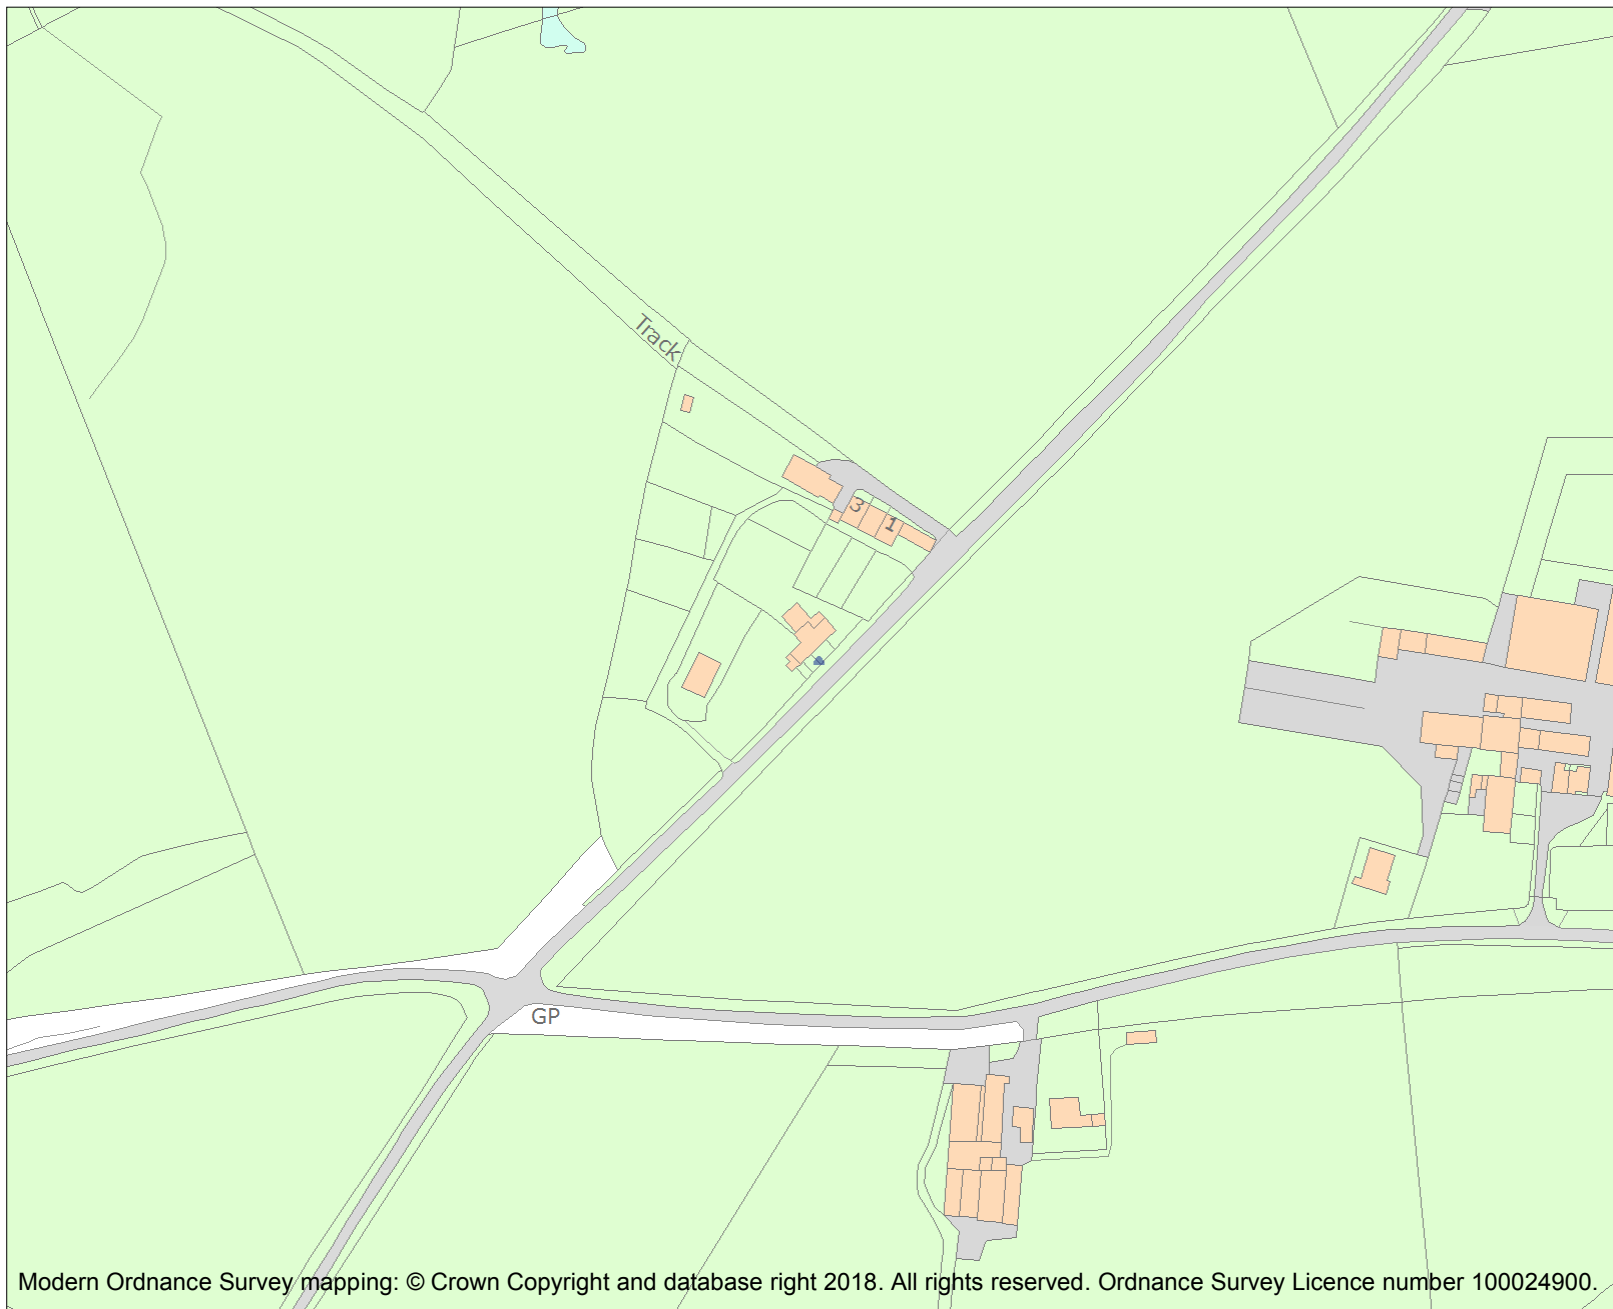 Track
3
1
GP
Modern Ordnance Survey mapping: © Crown Copyright and database right 2018. All rights reserved. Ordnance Survey Licence number 100024900.